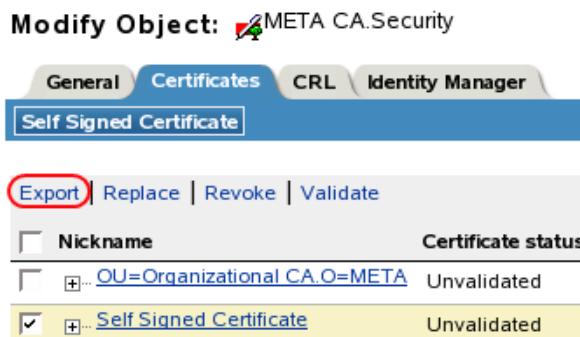 Modify Object: META CA.Security
General Certificates CRL Identity Manager
Self Signed Certificate
Export | Replace | Revoke | Validate
Nickname Certificate status
OU=Organizational CA.O=META Unvalidated
Self Signed Certificate Unvalidated